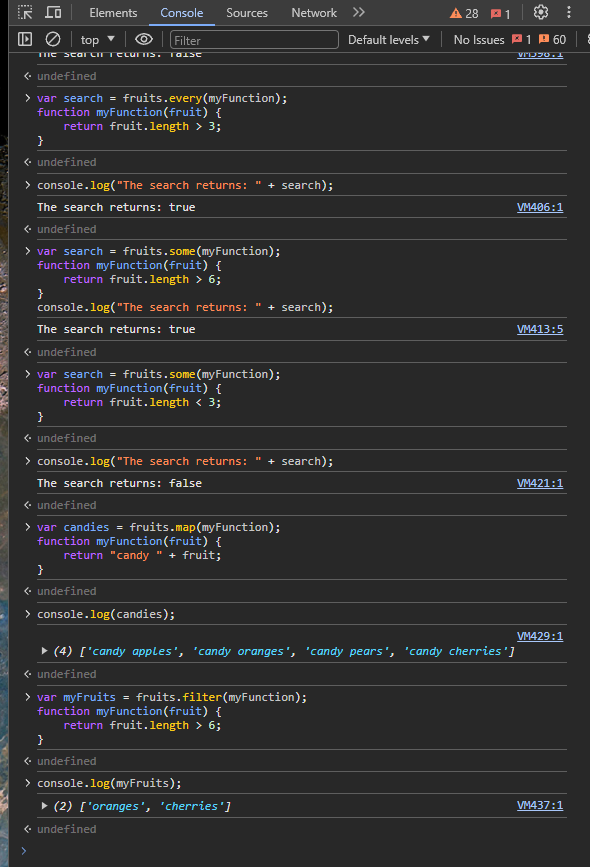 Elements Console Sources Network 28 1
top Filter Default levels No Issues 1 60
The search returns: false VM398:1
undefined
var search = fruits.every(myFunction);
function myFunction(fruit) {
return fruit.length > 3;
}
undefined
console.log("The search returns: " + search);
The search returns: true VM406:1
undefined
var search = fruits.some(myFunction);
function myFunction(fruit) {
return fruit.length > 6;
}
console.log("The search returns: " + search);
The search returns: true VM413:5
undefined
var search = fruits.some(myFunction);
function myFunction(fruit) {
return fruit.length < 3;
}
undefined
console.log("The search returns: " + search);
The search returns: false VM421:1
undefined
var candies = fruits.map(myFunction);
function myFunction(fruit) {
return "candy " + fruit;
}
undefined
console.log(candies);
VM429:1
(4) ['candy apples', 'candy oranges', 'candy pears', 'candy cherries']
undefined
var myFruits = fruits.filter(myFunction);
function myFunction(fruit) {
return fruit.length > 6;
}
undefined
console.log(myFruits);
(2) ['oranges', 'cherries'] VM437:1
undefined